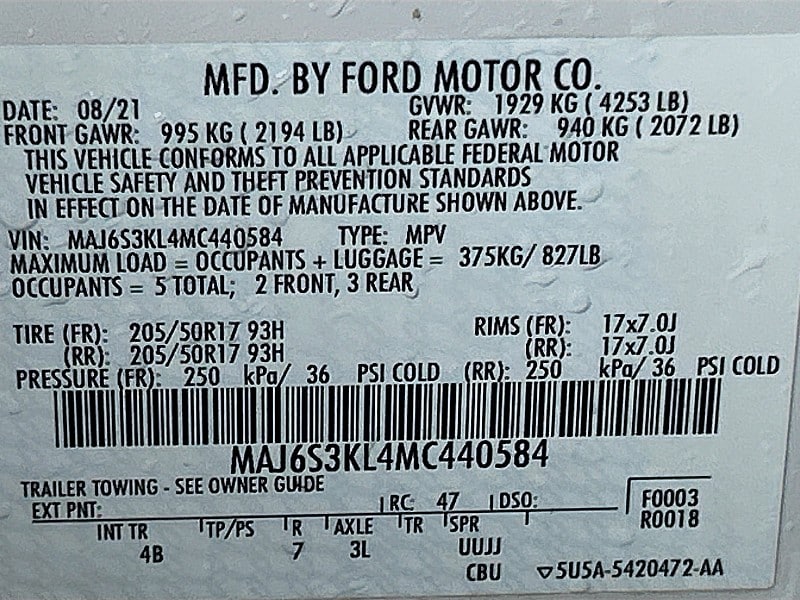 MFD. BY FORD MOTOR CO.
DATE: 08/21 GVWR: 1929 KG ( 4253 LB)
FRONT GAWR: 995 KG ( 2194 LB) REAR GAWR: 940 KG ( 2072 LB)
THIS VEHICLE CONFORMS TO ALL APPLICABLE FEDERAL MOTOR
VEHICLE SAFETY AND THEFT PREVENTION STANDARDS
IN EFFECT ON THE DATE OF MANUFACTURE SHOWN ABOVE.
VIN: MAJ6S3KL4MC440584 TYPE: MPV
MAXIMUM LOAD = OCCUPANTS + LUGGAGE = 375KG/ 827LB
OCCUPANTS = 5 TOTAL; 2 FRONT, 3 REAR
TIRE (FR): 205/50R17 93H RIMS (FR): 17x7.0J
(RR): 205/50R17 93H (RR): 17x7.0J
PRESSURE (FR): 250 kPa/ 36 PSI COLD (RR): 250 kPa/ 36 PSI COLD
MAJ6S3KL4MC440584
TRAILER TOWING - SEE OWNER GUIDE
EXT PNT: RC: 47 DSO: F0003
INT TR TP/PS R AXLE TR SPR R0018
4B 7 3L UUJJ
CBU ▽5U5A-5420472-AA